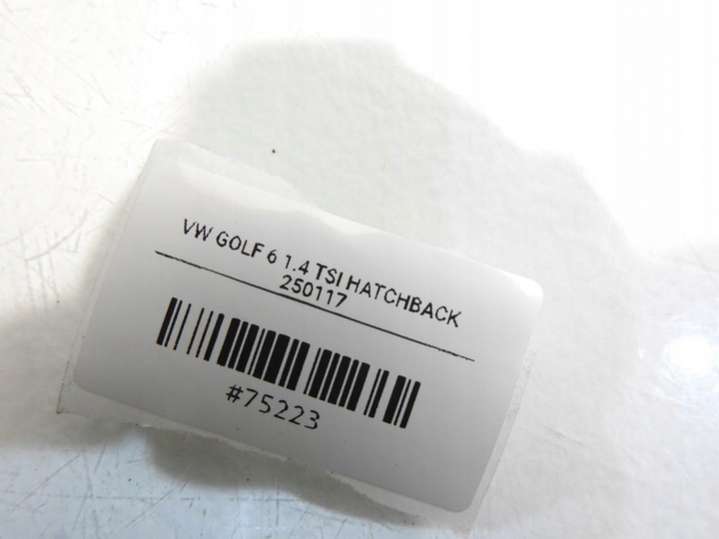 VW GOLF 6 1.4 TSI HATCHBACK
250117
#75223